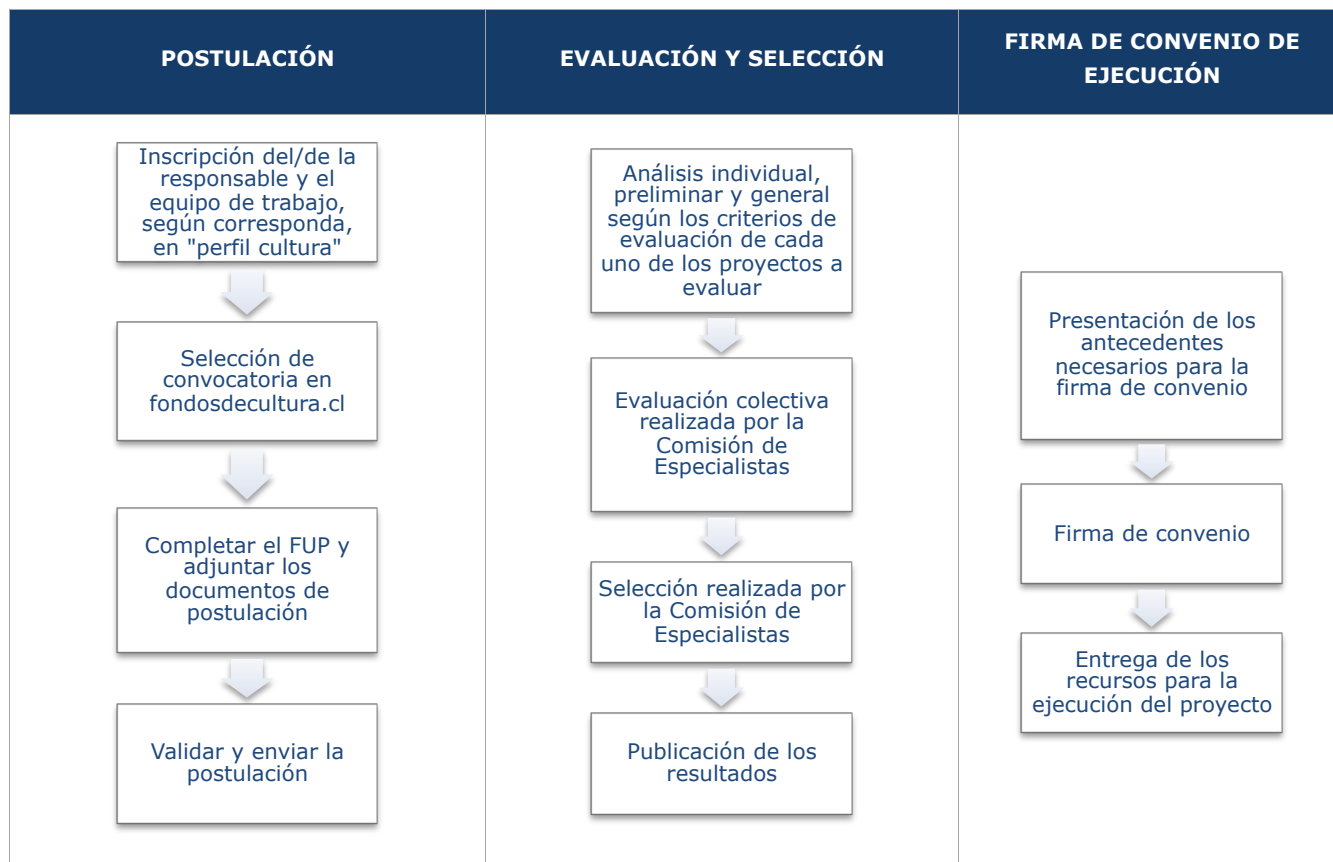 POSTULACIÓN
Inscripción del/de la
responsable y el
equipo de trabajo,
según corresponda,
en "perfil cultura"
Selección de
convocatoria en
fondosdecultura.cl
Completar el FUP y
adjuntar los
documentos de
postulación
Validar y enviar la
postulación
EVALUACIÓN Y SELECCIÓN
Análisis individual,
preliminar y general
según los criterios de
evaluación de cada
uno de los proyectos a
evaluar
Evaluación colectiva
realizada por la
Comisión de
Especialistas
Selección realizada por
la Comisión de
Especialistas
Publicación de los
resultados
FIRMA DE CONVENIO DE
EJECUCIÓN
Presentación de los
antecedentes
necesarios para la
firma de convenio
Firma de convenio
Entrega de los
recursos para la
ejecución del proyecto